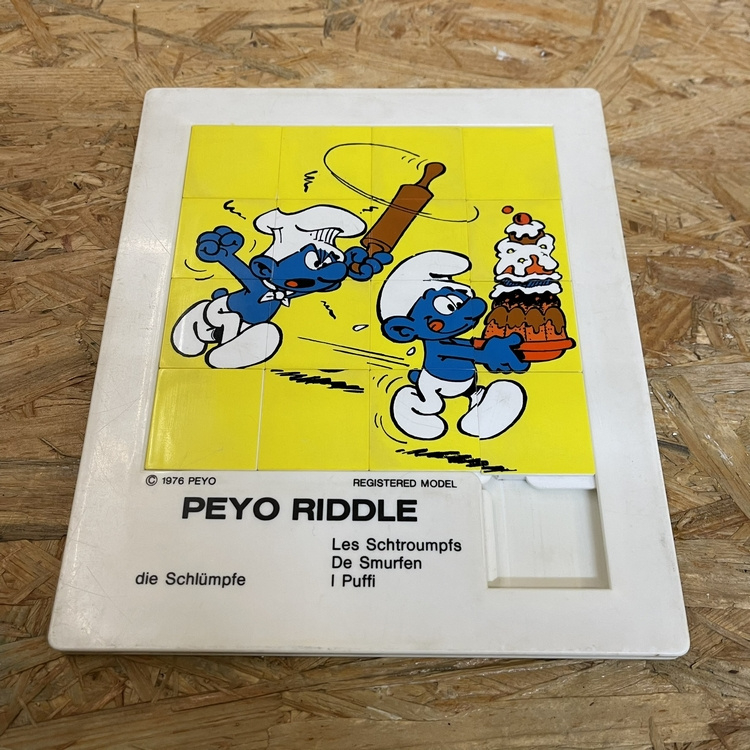 © 1976 PEYO REGISTERED MODEL
PEYO RIDDLE
Les Schtroumpfs
De Smurfen
die Schlümpfe I Puffi